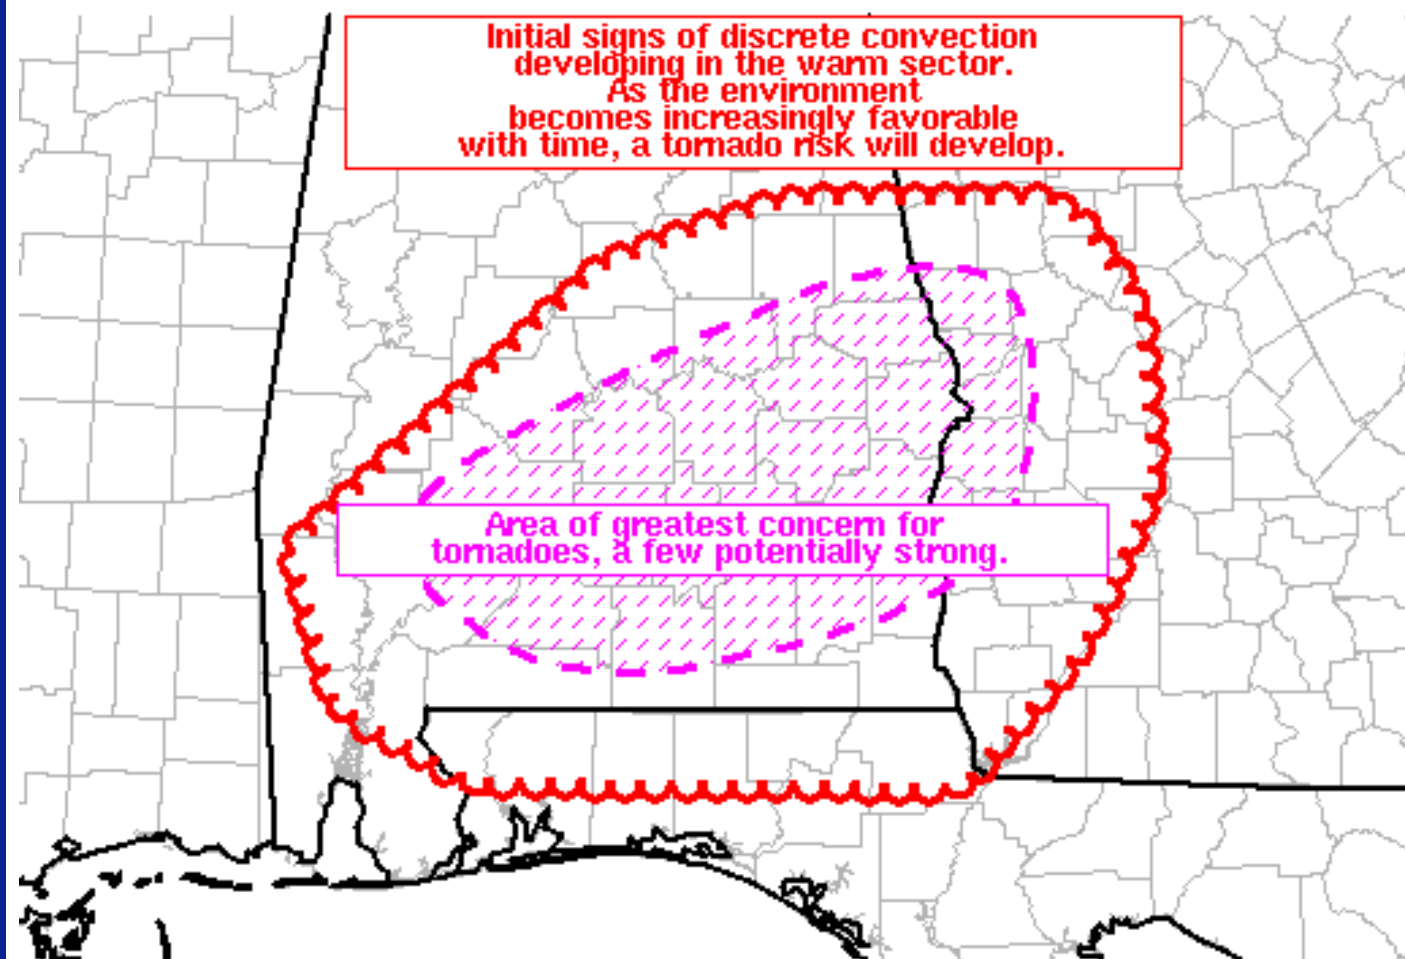 Initial signs of discrete convection
developing in the warm sector.
As the environment
becomes increasingly favorable
with time, a tornado risk will develop.
Area of greatest concern for
tornadoes, a few potentially strong.